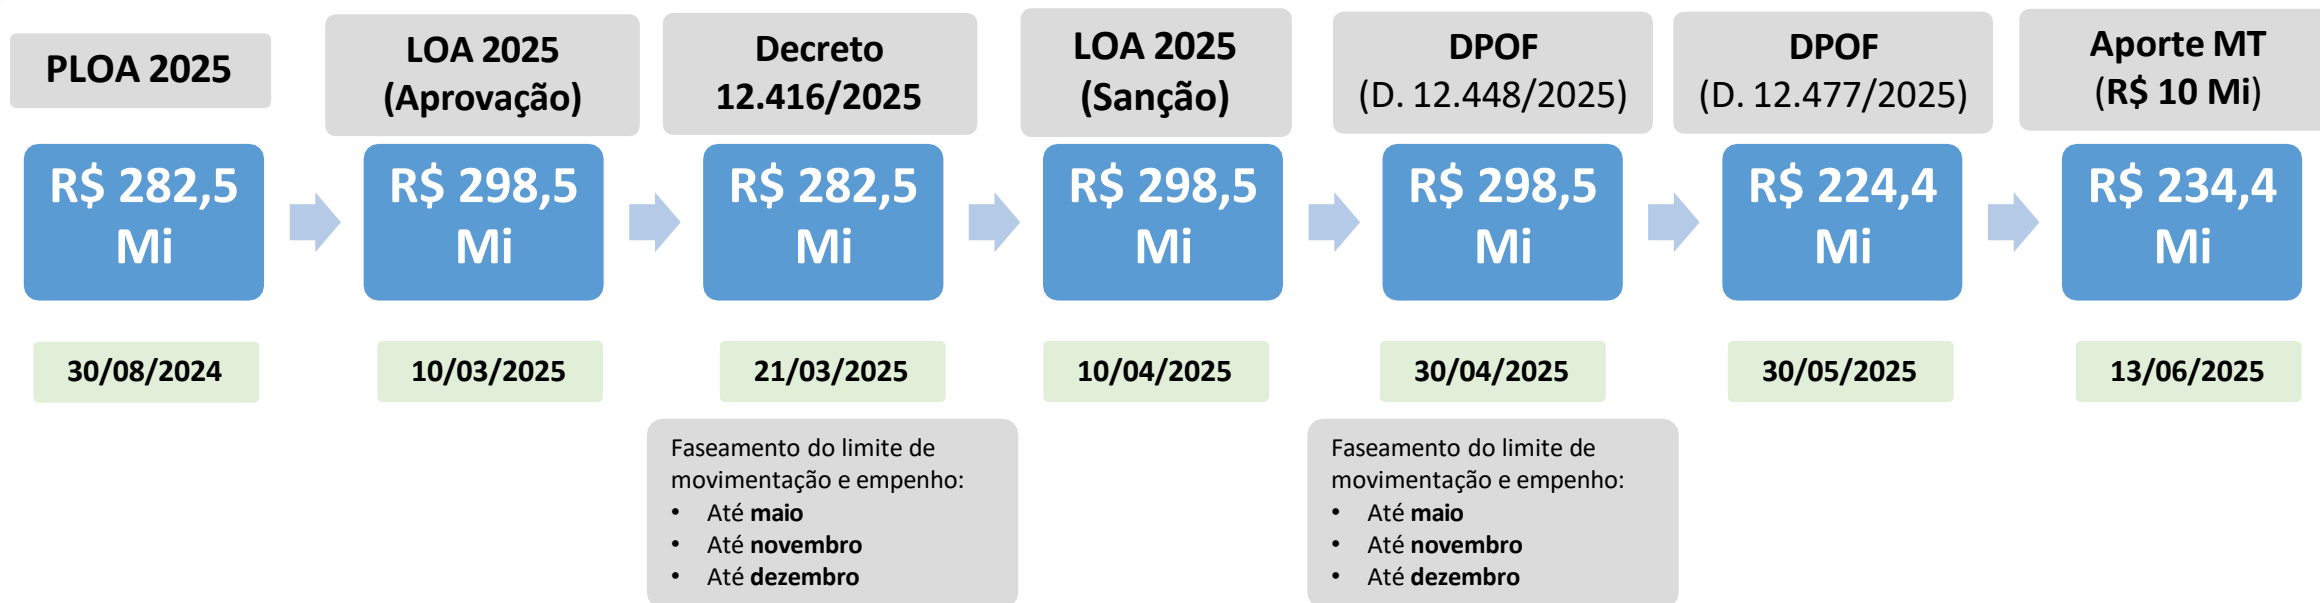 PLOA 2025
LOA 2025
(Aprovação)
Decreto
12.416/2025
LOA 2025
(Sanção)
DPOF
(D. 12.448/2025)
DPOF
(D. 12.477/2025)
Aporte MT
(R$ 10 Mi)
R$ 282,5
Mi
R$ 298,5
Mi
R$ 282,5
Mi
R$ 298,5
Mi
R$ 298,5
Mi
R$ 224,4
Mi
R$ 234,4
Mi
30/08/2024
10/03/2025
21/03/2025
10/04/2025
30/04/2025
30/05/2025
13/06/2025
Faseamento do limite de
movimentação e empenho:
• Até maio
• Até novembro
• Até dezembro
Faseamento do limite de
movimentação e empenho:
• Até maio
• Até novembro
• Até dezembro